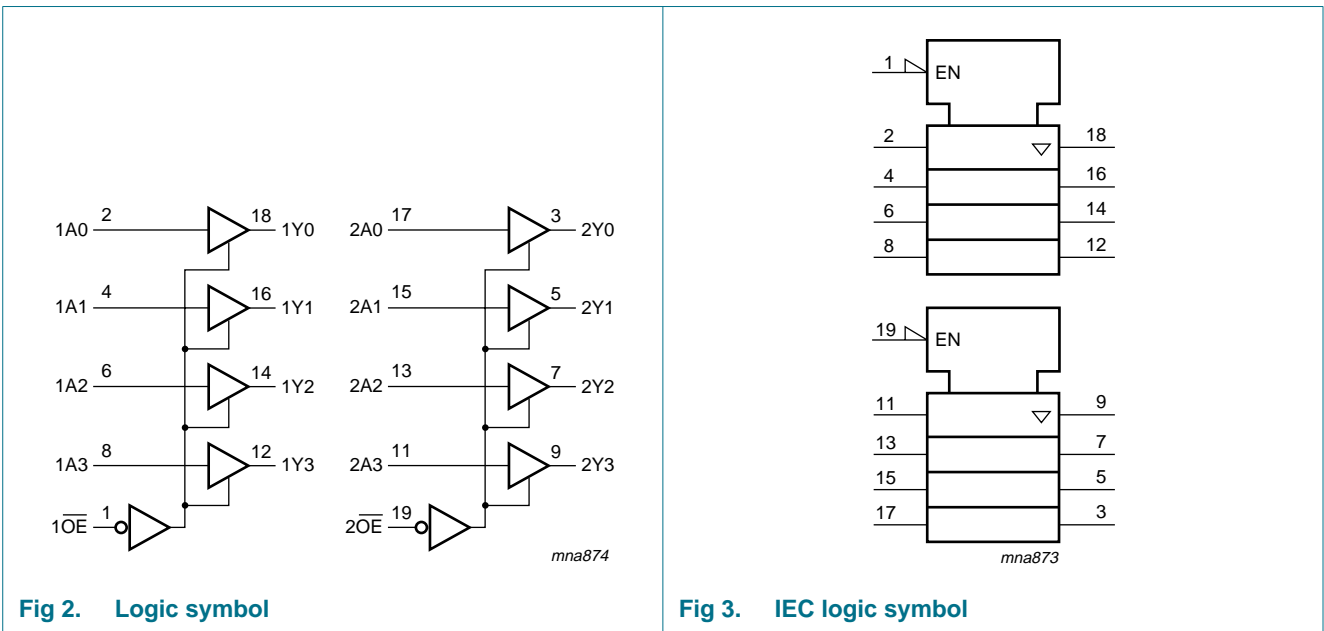 1A0 2 18 1Y0
2A0 17 3 2Y0
1A1 4 16 1Y1
2A1 15 5 2Y1
1A2 6 14 1Y2
2A2 13 7 2Y2
1A3 8 12 1Y3
2A3 11 9 2Y3
1O̅E̅ 1
2O̅E̅ 19
mna874
Fig 2. Logic symbol
1 EN
2 18
4 16
6 14
8 12
19 EN
11 9
13 7
15 5
17 3
mna873
Fig 3. IEC logic symbol